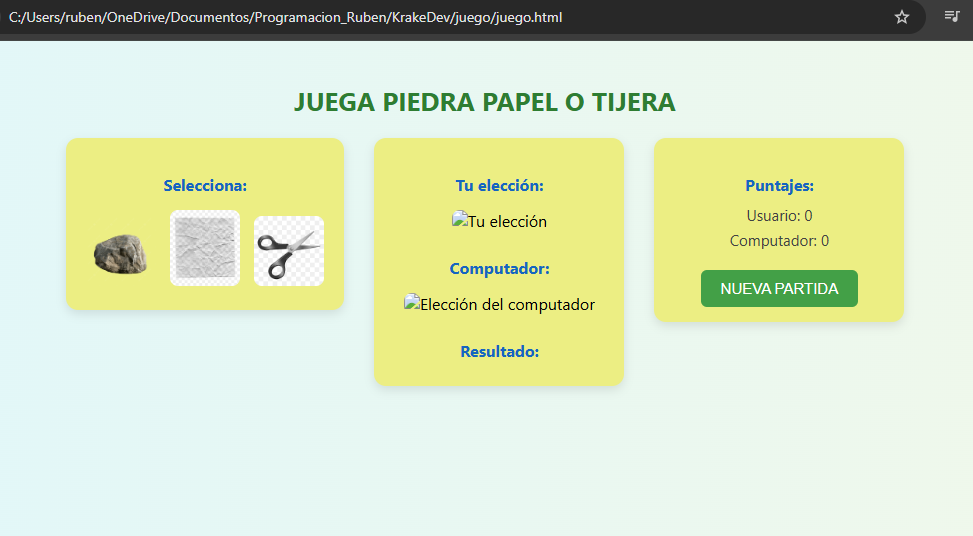 C:/Users/ruben/OneDrive/Documentos/Programacion_Ruben/KrakeDev/juego/juego.html
JUEGA PIEDRA PAPEL O TIJERA
Selecciona:
Tu elección:
Tu elección
Computador:
Elección del computador
Resultado:
Puntajes:
Usuario: 0
Computador: 0
NUEVA PARTIDA